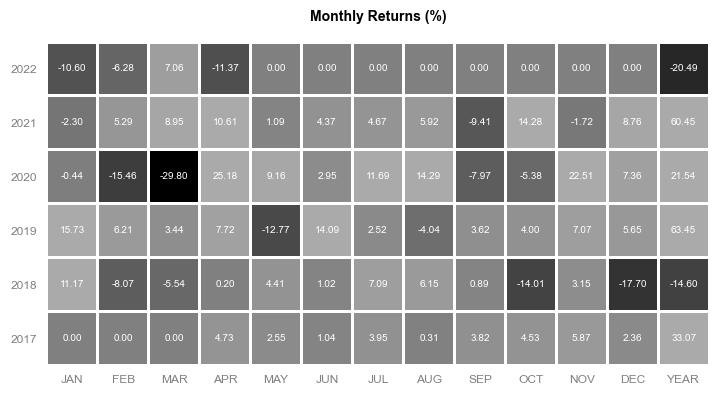 Monthly Returns (%)
2022 -10.60 -6.28 7.06 -11.37 0.00 0.00 0.00 0.00 0.00 0.00 0.00 0.00 -20.49
2021 -2.30 5.29 8.95 10.61 1.09 4.37 4.67 5.92 -9.41 14.28 -1.72 8.76 60.45
2020 -0.44 -15.46 -29.80 25.18 9.16 2.95 11.69 14.29 -7.97 -5.38 22.51 7.36 21.54
2019 15.73 6.21 3.44 7.72 -12.77 14.09 2.52 -4.04 3.62 4.00 7.07 5.65 63.45
2018 11.17 -8.07 -5.54 0.20 4.41 1.02 7.09 6.15 0.89 -14.01 3.15 -17.70 -14.60
2017 0.00 0.00 0.00 4.73 2.55 1.04 3.95 0.31 3.82 4.53 5.87 2.36 33.07
JAN FEB MAR APR MAY JUN JUL AUG SEP OCT NOV DEC YEAR